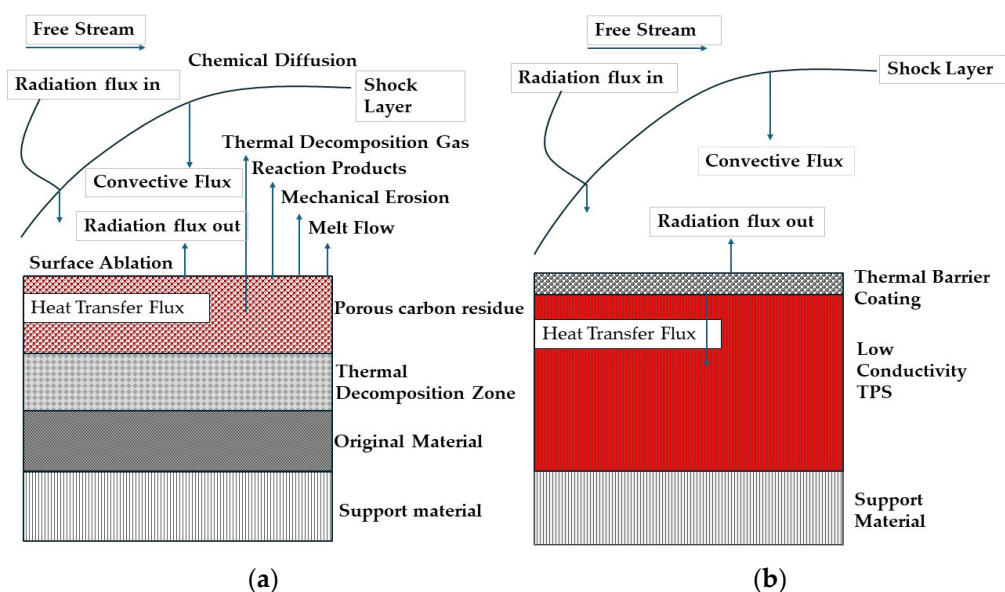 Free Stream
Chemical Diffusion
Radiation flux in
Shock
Layer
Thermal Decomposition Gas
Reaction Products
Convective Flux
Mechanical Erosion
Radiation flux out
Melt Flow
Surface Ablation
Heat Transfer Flux
Porous carbon residue
Thermal
Decomposition Zone
Original Material
Support material
(a)
Free Stream
Shock Layer
Radiation flux in
Convective Flux
Radiation flux out
Thermal Barrier
Coating
Heat Transfer Flux
Low
Conductivity
TPS
Support
Material
(b)